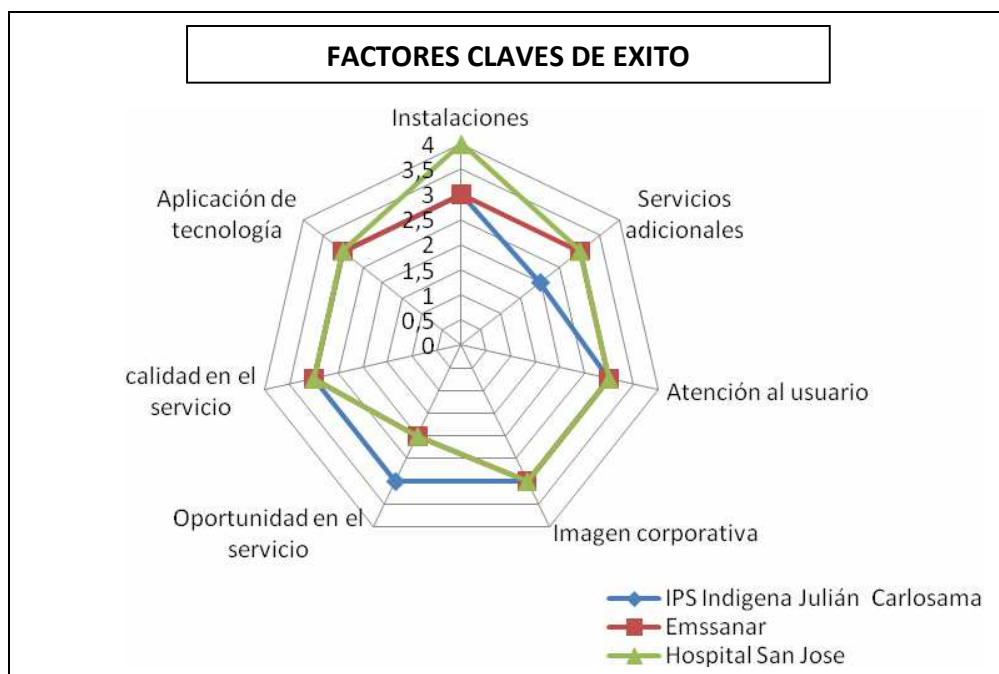 FACTORES CLAVES DE EXITO
Instalaciones
4
3,5
3
2,5
2
1,5
1
0,5
0
Servicios
adicionales
Atención al usuario
Imagen corporativa
Oportunidad en el
servicio
calidad en el
servicio
Aplicación de
tecnología
IPS Indigena Julián Carlosama
Emssanar
Hospital San Jose